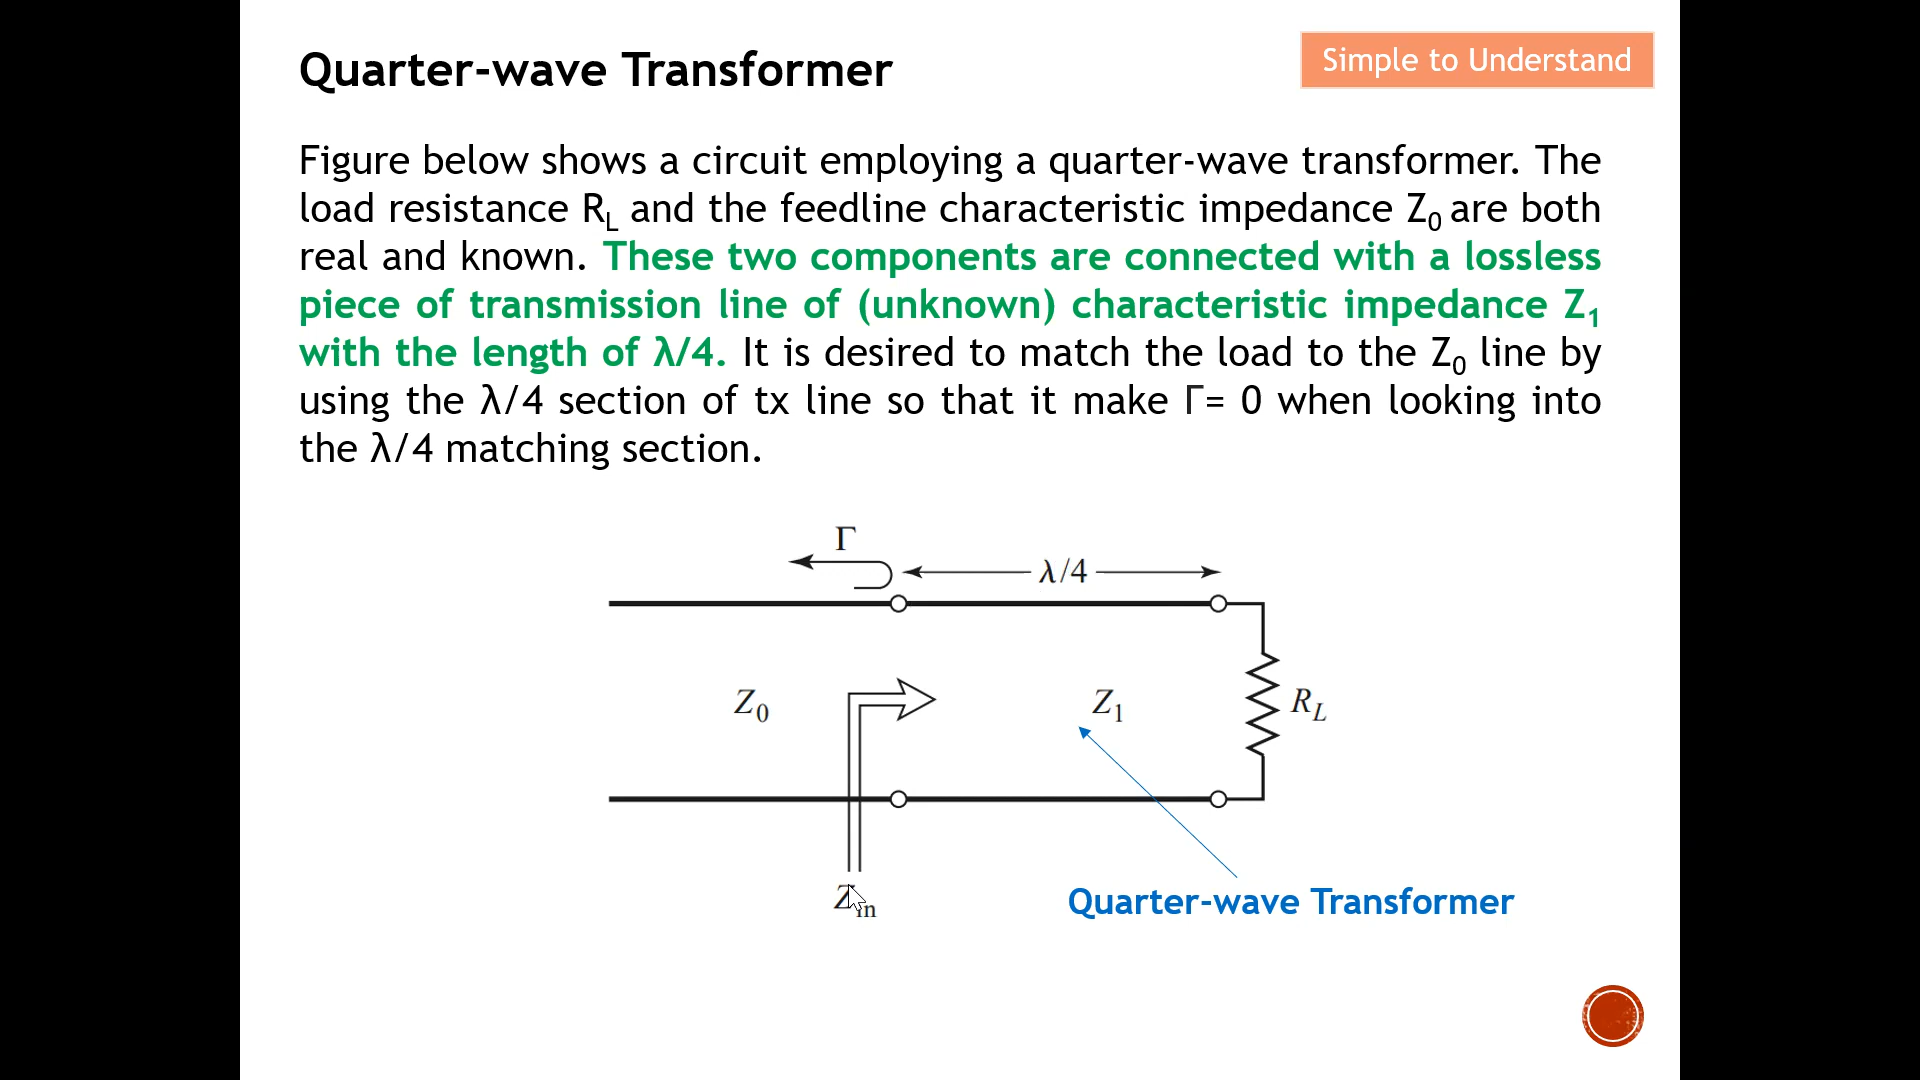 Quarter-wave Transformer
Simple to Understand
Figure below shows a circuit employing a quarter-wave transformer. The
load resistance R_L and the feedline characteristic impedance Z_0 are both
real and known. These two components are connected with a lossless
piece of transmission line of (unknown) characteristic impedance Z_1
with the length of λ/4. It is desired to match the load to the Z_0 line by
using the λ/4 section of tx line so that it make Γ= 0 when looking into
the λ/4 matching section.
Γ
λ/4
Z_0
Z_1
R_L
Z_in
Quarter-wave Transformer